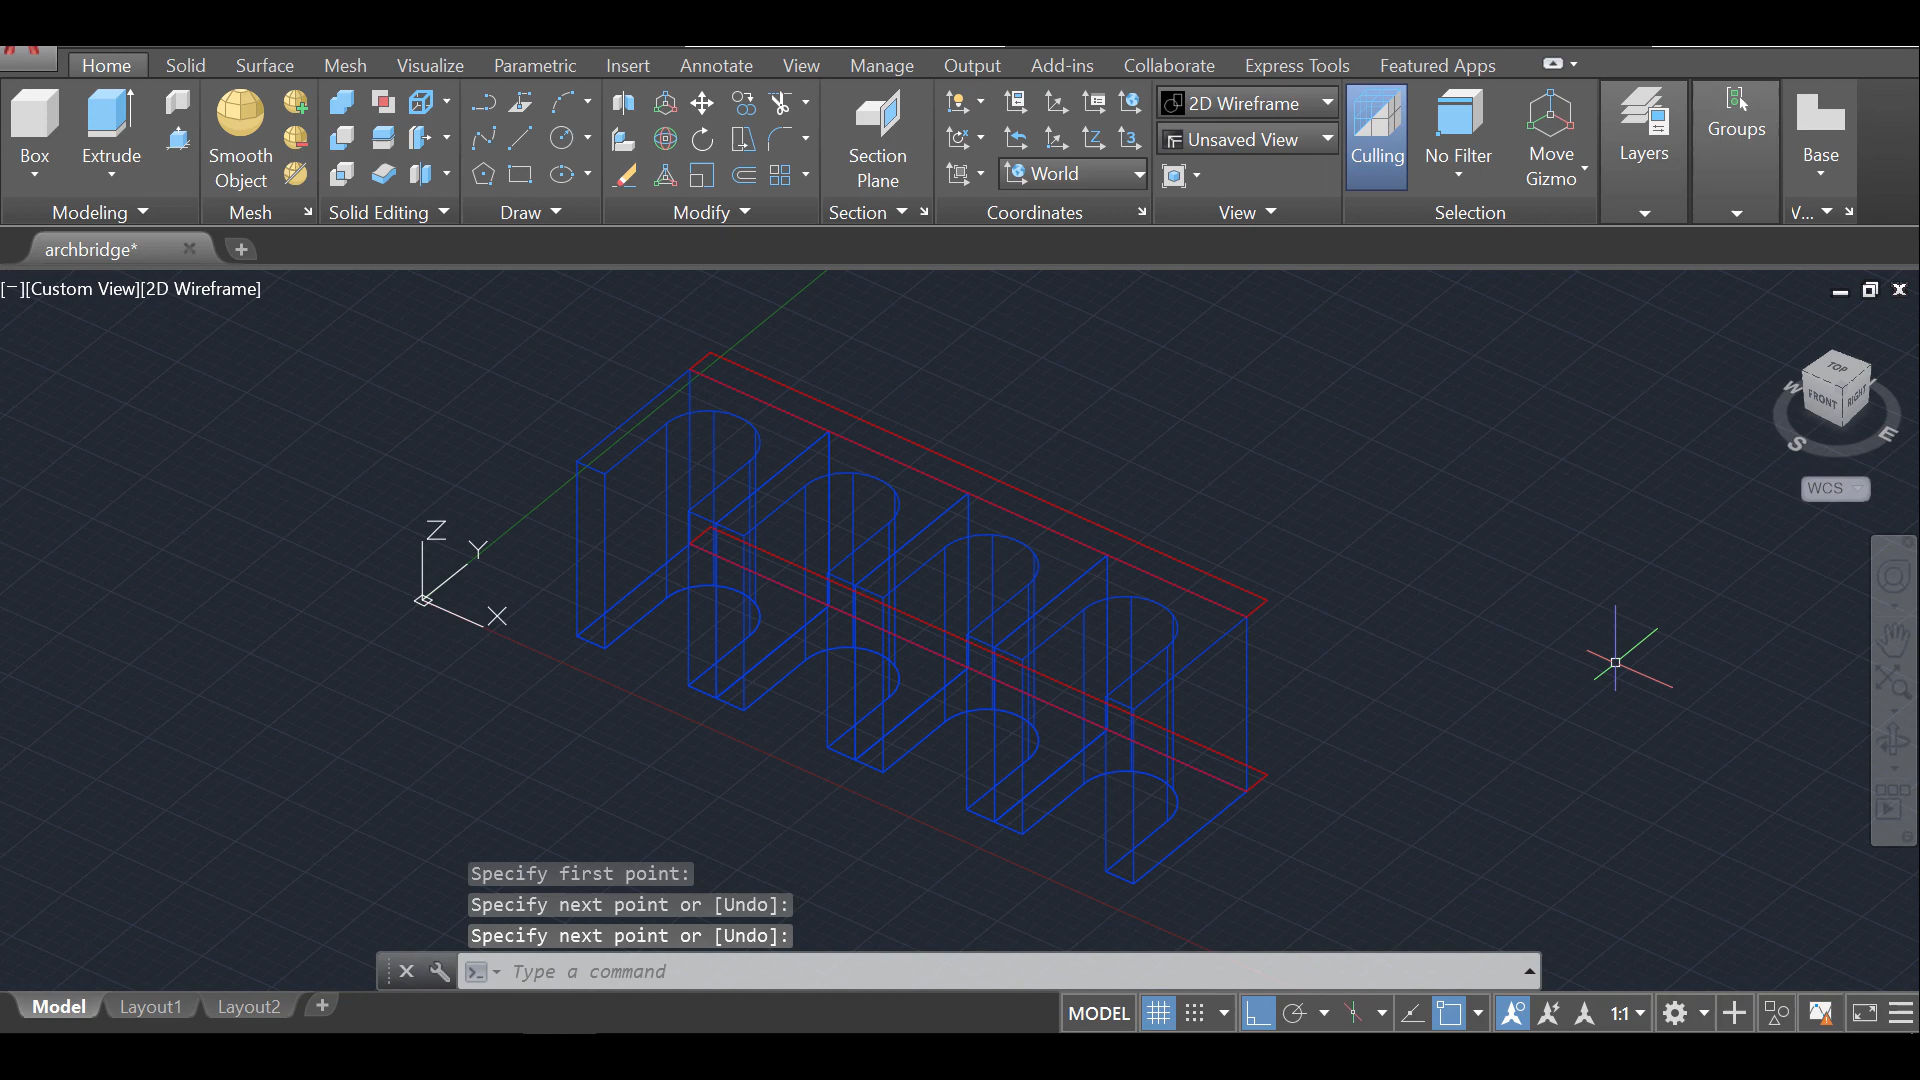 Home Solid Surface Mesh Visualize Parametric Insert Annotate View Manage Output Add-ins Collaborate Express Tools Featured Apps
Box
Extrude
Smooth
Object
Section
Plane
World
2D Wireframe
Unsaved View
Culling
No Filter
Move
Gizmo
Layers
Groups
Base
Modeling Mesh Solid Editing Draw Modify Section Coordinates View Selection V...
archbridge*
[−][Custom View][2D Wireframe]
TOP
FRONT
RIGHT
W
S
E
WCS
Z
Y
X
Specify first point:
Specify next point or [Undo]:
Specify next point or [Undo]:
Type a command
Model Layout1 Layout2
MODEL
1:1